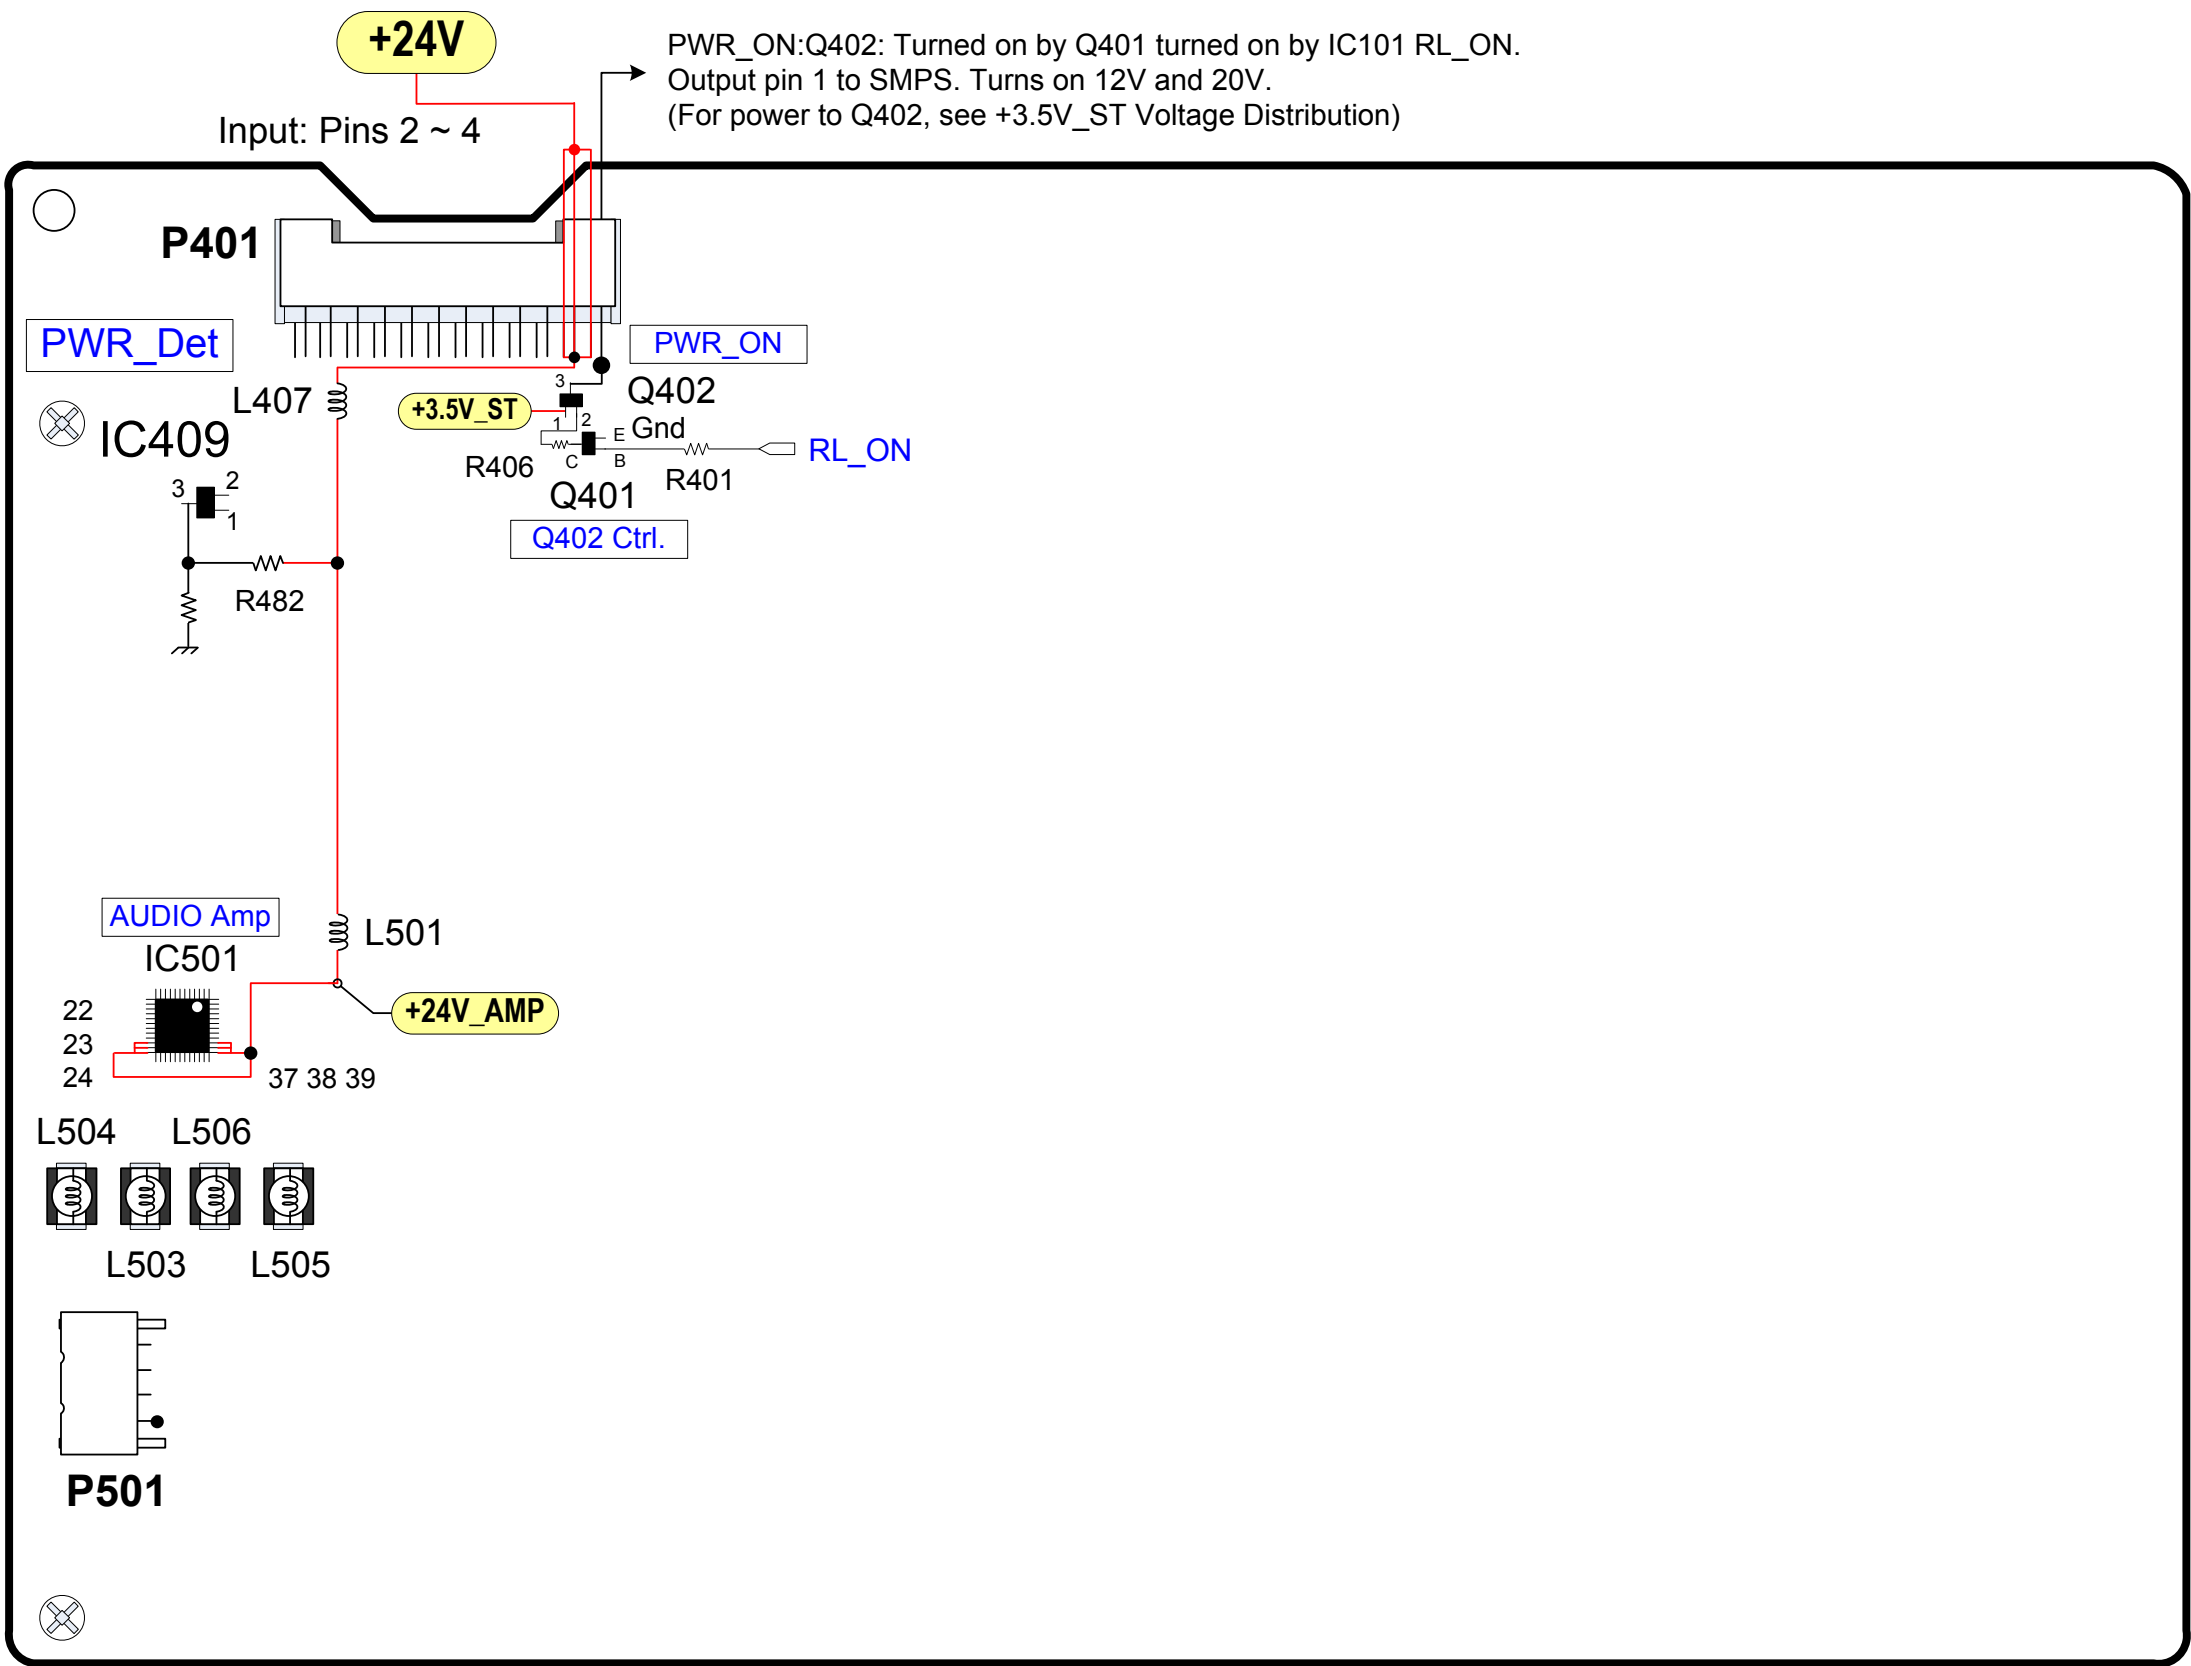 +24V
PWR_ON:Q402: Turned on by Q401 turned on by IC101 RL_ON.
Output pin 1 to SMPS. Turns on 12V and 20V.
(For power to Q402, see +3.5V_ST Voltage Distribution)
Input: Pins 2 ~ 4
P401
PWR_Det
PWR_ON
L407
3
Q402
+3.5V_ST
1
2
Gnd
IC409
E
RL_ON
R406
C
B
R401
3
2
Q401
1
Q402 Ctrl.
R482
AUDIO Amp
L501
IC501
22
+24V_AMP
23
24
37 38 39
L504
L506
L503
L505
P501